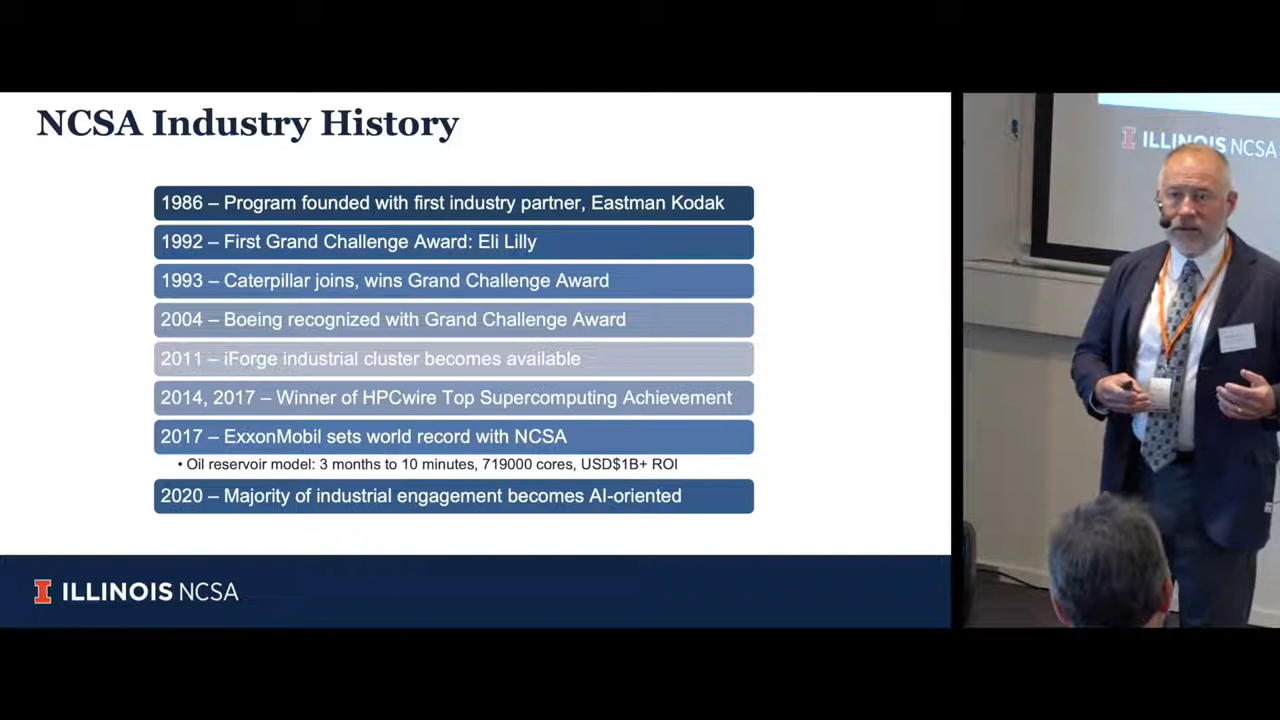 NCSA Industry History
1986 – Program founded with first industry partner, Eastman Kodak
1992 – First Grand Challenge Award: Eli Lilly
1993 – Caterpillar joins, wins Grand Challenge Award
2004 – Boeing recognized with Grand Challenge Award
2011 – iForge industrial cluster becomes available
2014, 2017 – Winner of HPCwire Top Supercomputing Achievement
2017 – ExxonMobil sets world record with NCSA
• Oil reservoir model: 3 months to 10 minutes, 719000 cores, USD$1B+ ROI
2020 – Majority of industrial engagement becomes AI-oriented
I ILLINOIS NCSA
I ILLINOIS NCSA